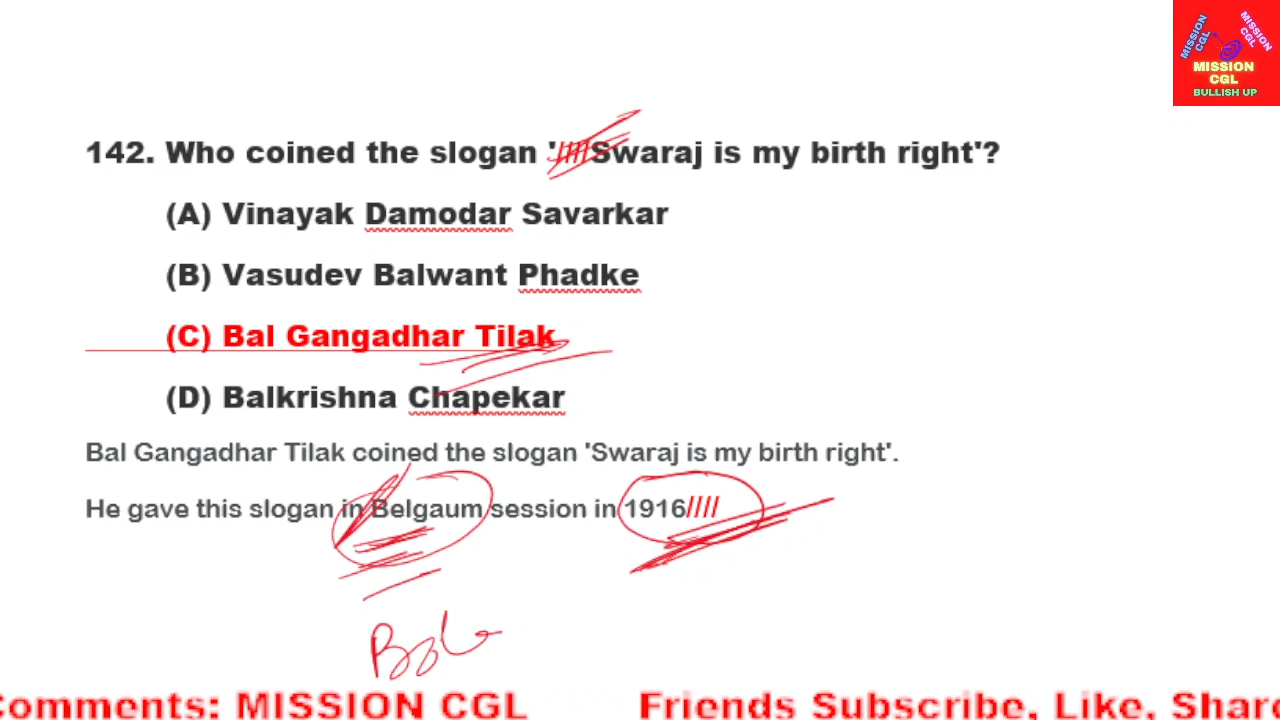 MISSION
CGL
MISSION
CGL
MISSION
CGL
BULLISH UP
142. Who coined the slogan '////Swaraj is my birth right'?
(A) Vinayak Damodar Savarkar
(B) Vasudev Balwant Phadke
(C) Bal Gangadhar Tilak
(D) Balkrishna Chapekar
Bal Gangadhar Tilak coined the slogan 'Swaraj is my birth right'.
He gave this slogan in Belgaum session in 1916////
Comments: MISSION CGL Friends Subscribe, Like, Share